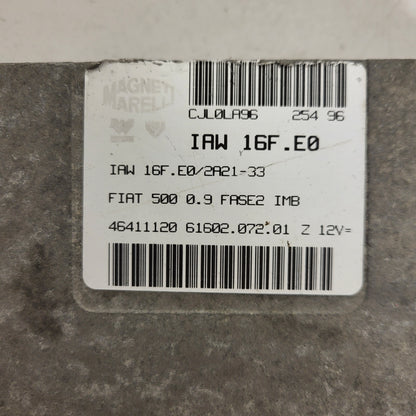 MAGNETI
MARELLI
CJL0LA96 254 96
IAW 16F.E0
IAW 16F.E0/2A21-33
FIAT 500 0.9 FASE2 IMB
46411120 61602.072.01 Z 12V=